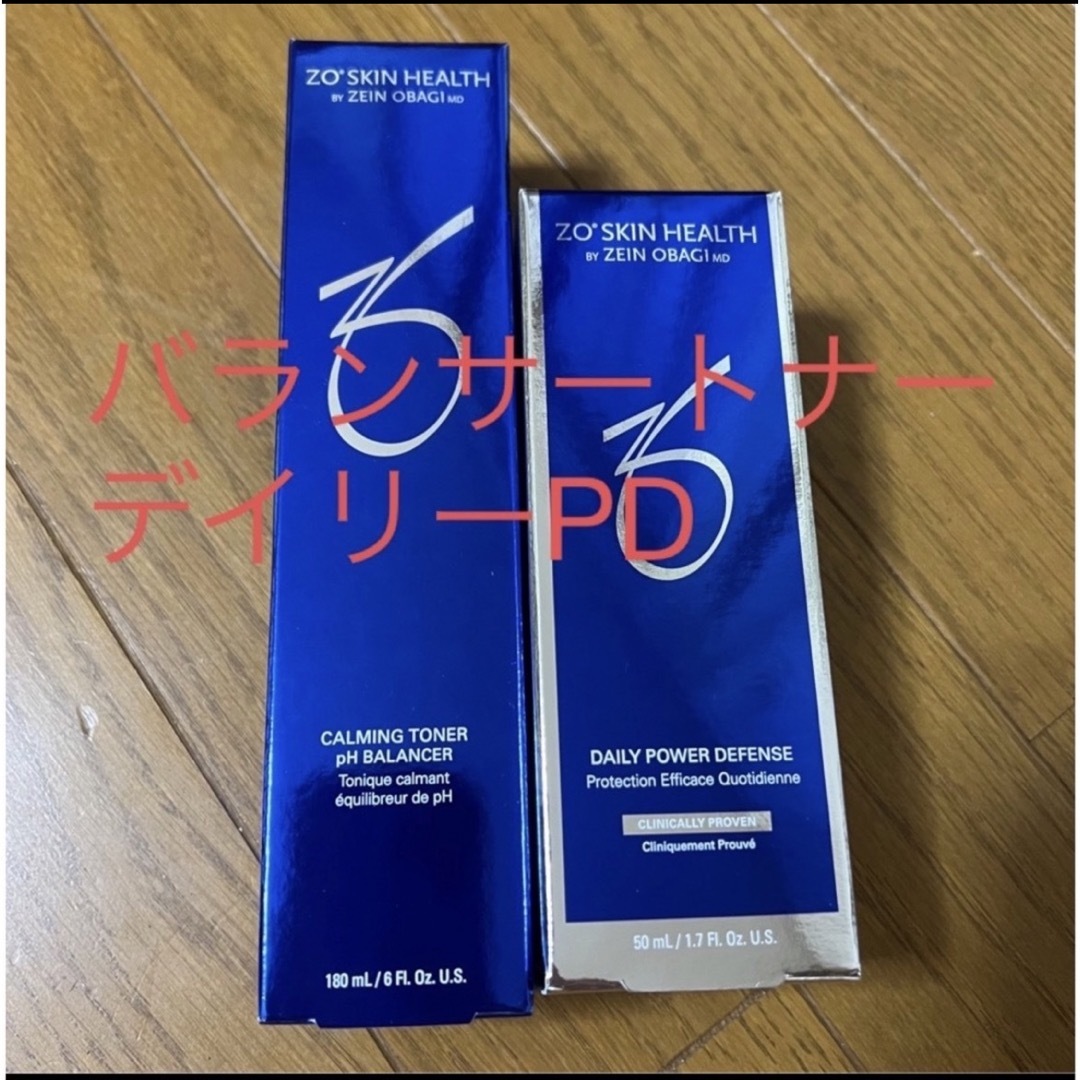 ZO® SKIN HEALTH
BY ZEIN OBAGI MD
CALMING TONER
pH BALANCER
Tonique calmant
équilibreur de pH
180 mL / 6 Fl. Oz. U.S.
ZO® SKIN HEALTH
BY ZEIN OBAGI MD
DAILY POWER DEFENSE
Protection Efficace Quotidienne
CLINICALLY PROVEN
Cliniquement Prouvé
50 mL / 1.7 Fl. Oz. U.S.
バランサートナー
デイリーPD